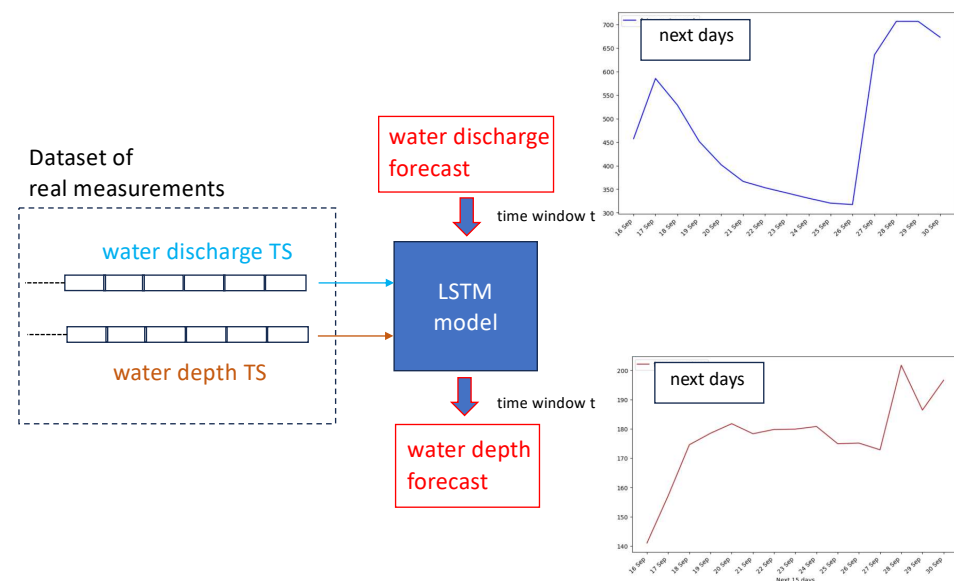 Dataset of
real measurements
water discharge TS
water depth TS
water discharge
forecast
time window t
LSTM
model
time window t
water depth
forecast
next days
700
650
600
550
500
450
400
350
300
16 Sep
17 Sep
18 Sep
19 Sep
20 Sep
21 Sep
22 Sep
23 Sep
24 Sep
25 Sep
26 Sep
27 Sep
28 Sep
29 Sep
30 Sep
next days
200
190
180
170
160
150
140
16 Sep
17 Sep
18 Sep
19 Sep
20 Sep
21 Sep
22 Sep
23 Sep
24 Sep
25 Sep
26 Sep
27 Sep
28 Sep
29 Sep
30 Sep
Next 15 days